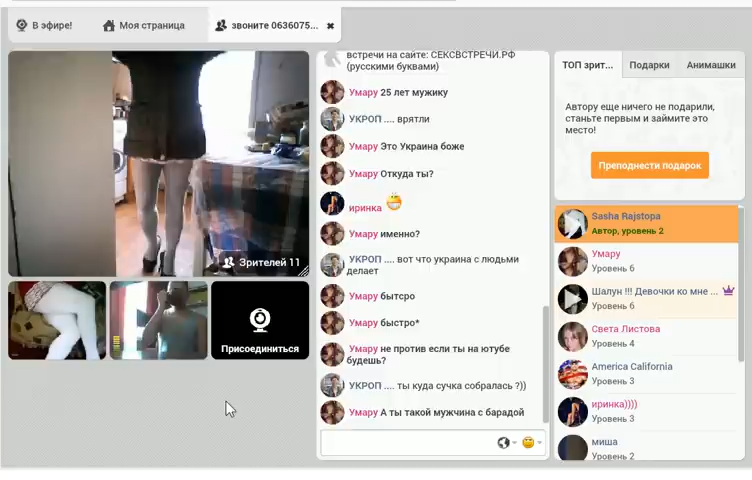 В эфире!
Моя страница
звоните 0636075...
Зрителей 11
Присоединиться
встречи на сайте: СЕКСВСТРЕЧИ.РФ
(русскими буквами)
Умару 25 лет мужику
УКРОП .... врятли
Умару Это Украина боже
Умару Откуда ты?
иринка
Умару именно?
УКРОП .... вот что украина с людьми
делает
Умару бытсро
Умару быстро*
Умару не против если ты на ютубе
будешь?
УКРОП .... ты куда сучка собралась ?))
Умару А ты такой мужчина с барадой
ТОП зрит...
Подарки
Анимашки
Автору еще ничего не подарили,
станьте первым и займите это
место!
Преподнести подарок
Sasha Rajstopa
Автор, уровень 2
Умару
Уровень 6
Шалун !!! Девочки ко мне ...
Уровень 6
Света Листова
Уровень 4
America California
Уровень 3
иринка))))
Уровень 3
миша
Уровень 2